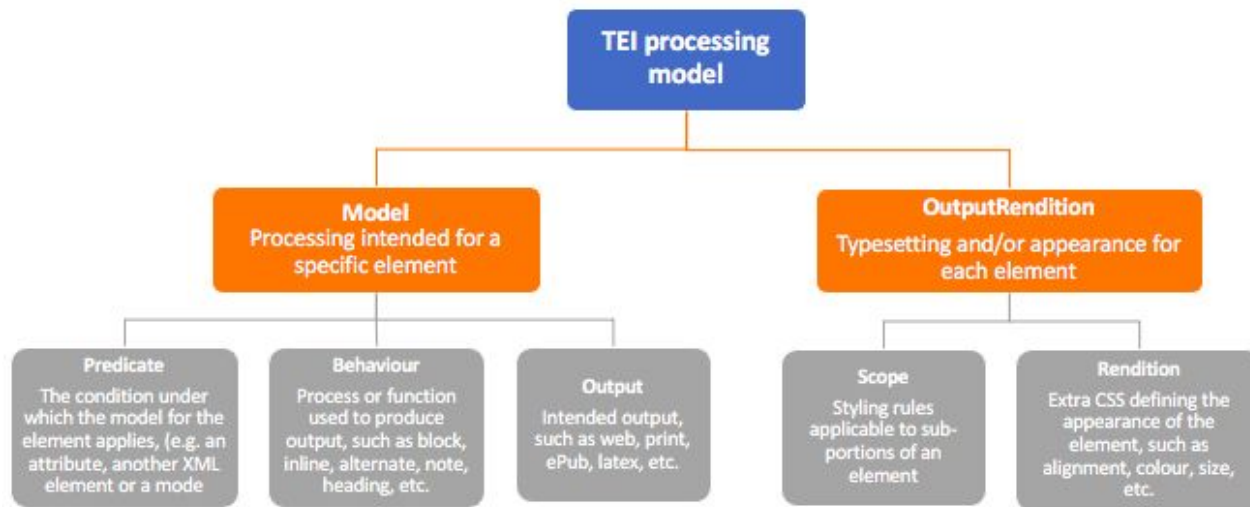 TEI processing
model
Model
Processing intended for a
specific element
OutputRendition
Typesetting and/or appearance for
each element
Predicate
The condition under
which the model for the
element applies, (e.g. an
attribute, another XML
element or a mode
Behaviour
Process or function
used to produce
output, such as block,
inline, alternate, note,
heading, etc.
Output
Intended output,
such as web, print,
ePub, latex, etc.
Scope
Styling rules
applicable to sub-
portions of an
element
Rendition
Extra CSS defining the
appearance of the
element, such as
alignment, colour, size,
etc.